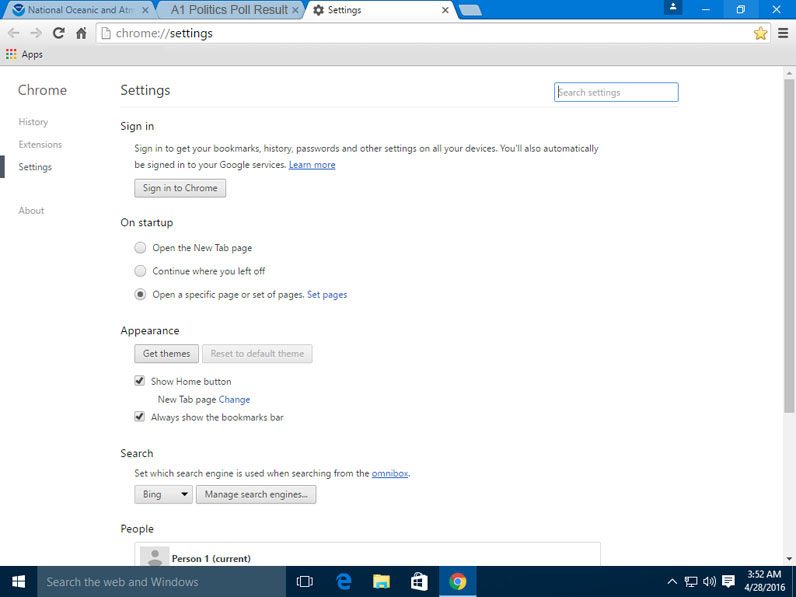 National Oceanic and Atm
A1 Politics Poll Result
Settings
chrome://settings
Apps
Chrome
Settings
Search settings
History
Extensions
Settings
About
Sign in
Sign in to get your bookmarks, history, passwords and other settings on all your devices. You'll also automatically
be signed in to your Google services. Learn more
Sign in to Chrome
On startup
Open the New Tab page
Continue where you left off
Open a specific page or set of pages. Set pages
Appearance
Get themes
Reset to default theme
Show Home button
New Tab page Change
Always show the bookmarks bar
Search
Set which search engine is used when searching from the omnibox.
Bing
Manage search engines...
People
Person 1 (current)
Search the web and Windows
3:52 AM
4/28/2016